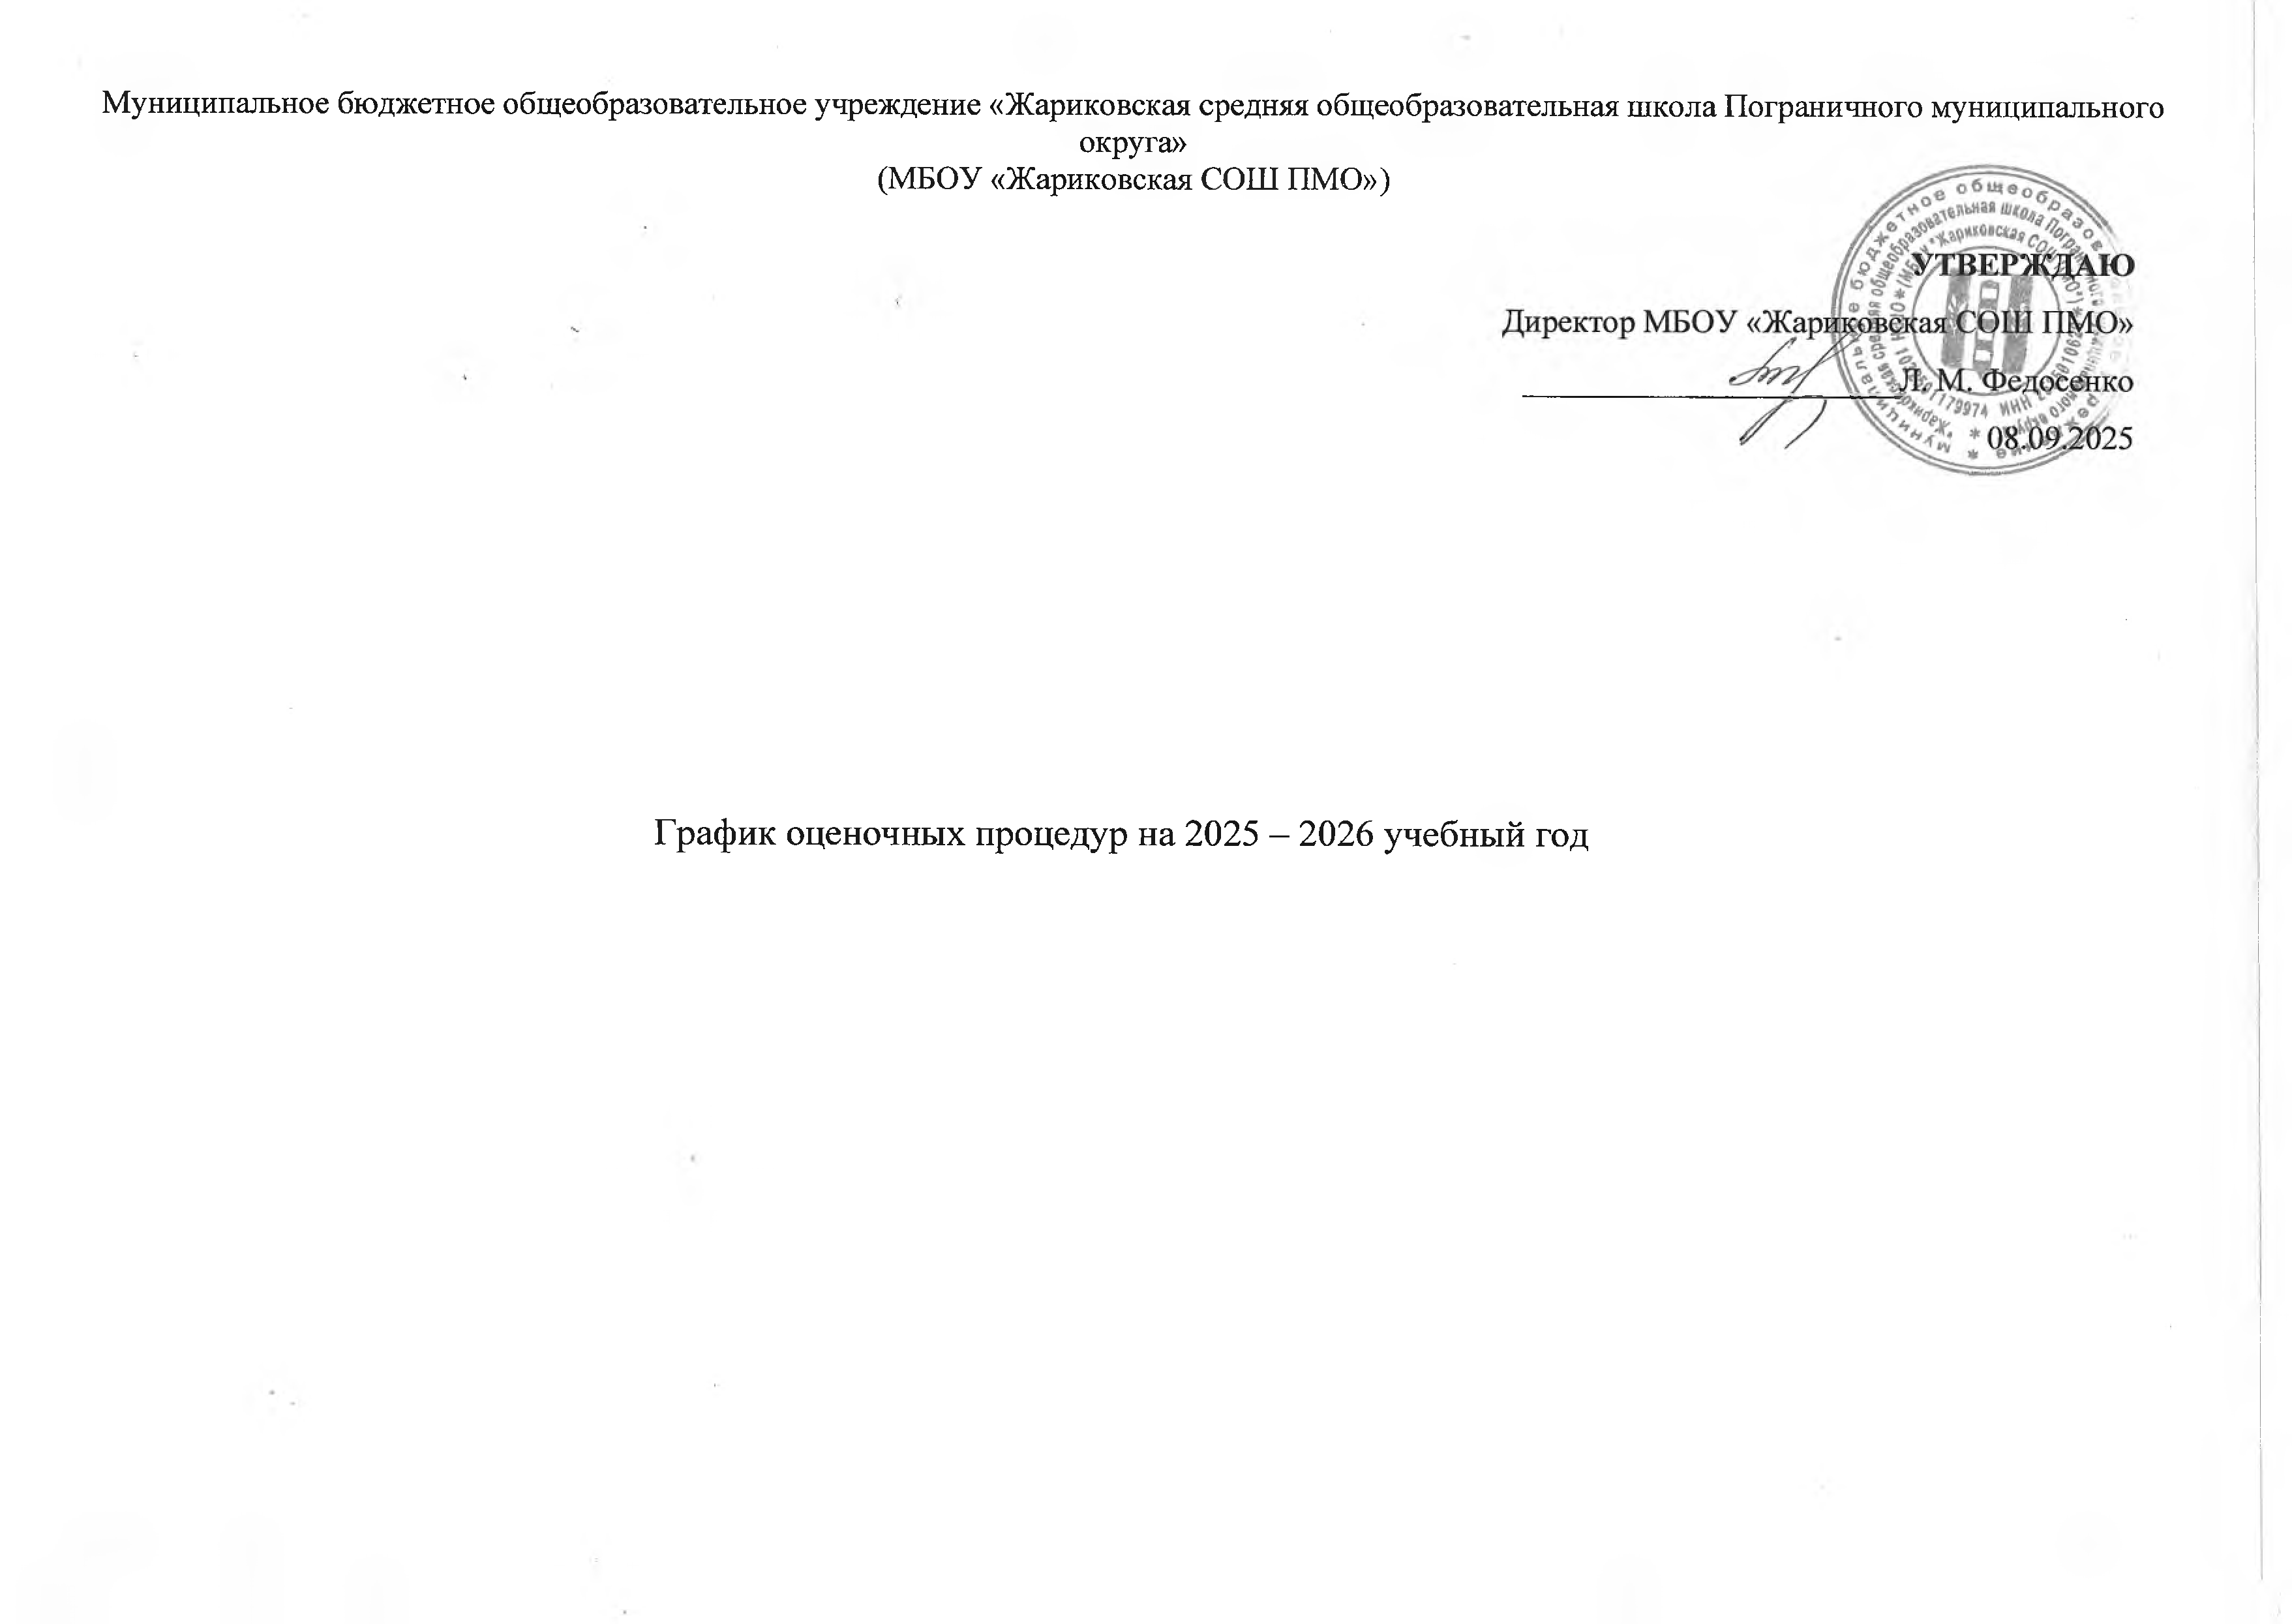 Муниципальное бюджетное общеобразовательное учреждение «Жариковская средняя общеобразовательная школа Пограничного муниципального
округа»
(МБОУ «Жариковская СОШ ПМО»)
УТВЕРЖДАЮ
Директор МБОУ «Жариковская СОШ ПМО»
Л. М. Федосенко
08.09.2025
График оценочных процедур на 2025 – 2026 учебный год